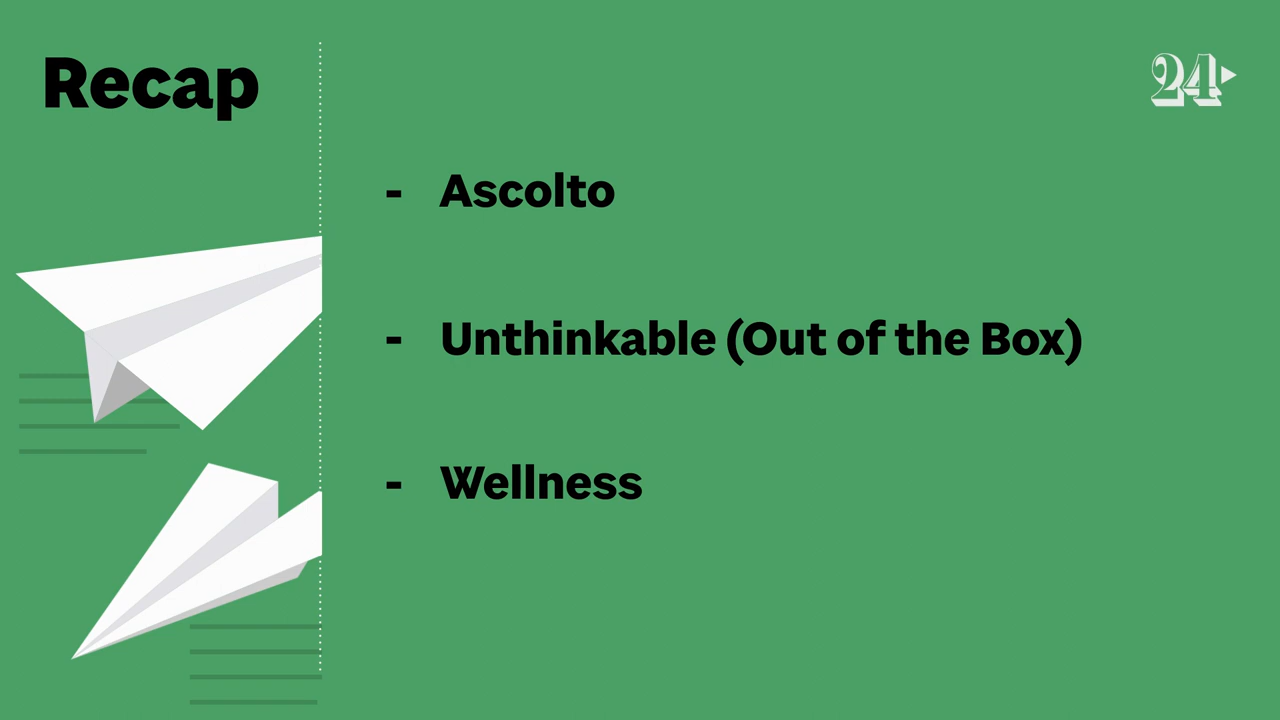 Recap
24
- Ascolto
- Unthinkable (Out of the Box)
- Wellness